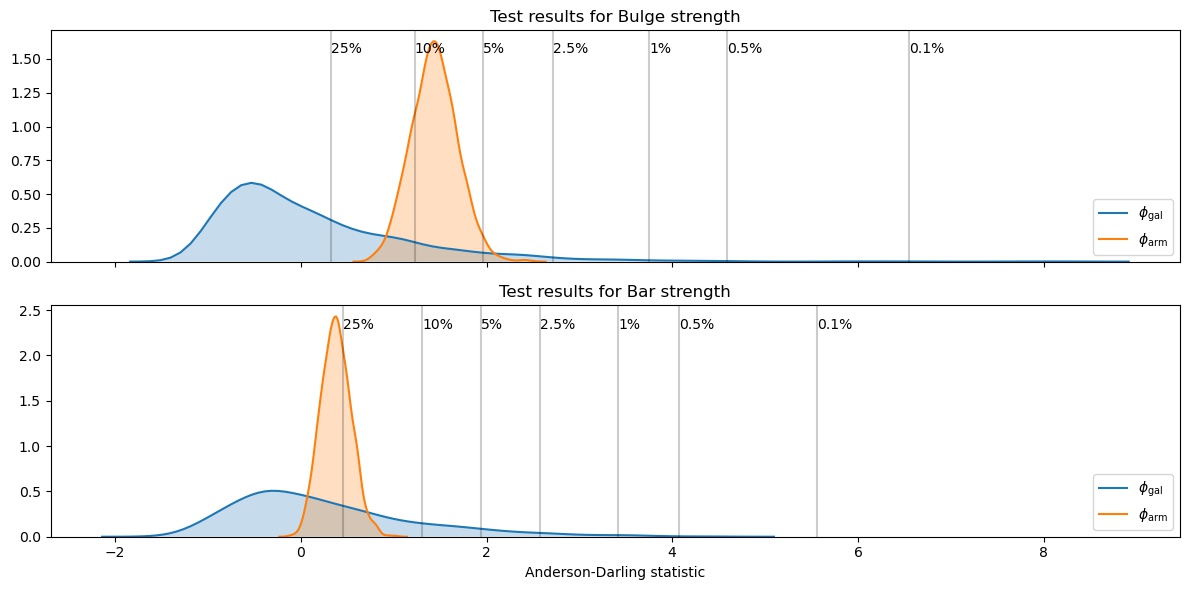 Test results for Bulge strength
25% 10% 5% 2.5% 1% 0.5% 0.1%
1.50
1.25
1.00
0.75
0.50
0.25
0.00
ϕgal
ϕarm
Test results for Bar strength
25% 10% 5% 2.5% 1% 0.5% 0.1%
2.5
2.0
1.5
1.0
0.5
0.0
ϕgal
ϕarm
−2 0 2 4 6 8
Anderson-Darling statistic